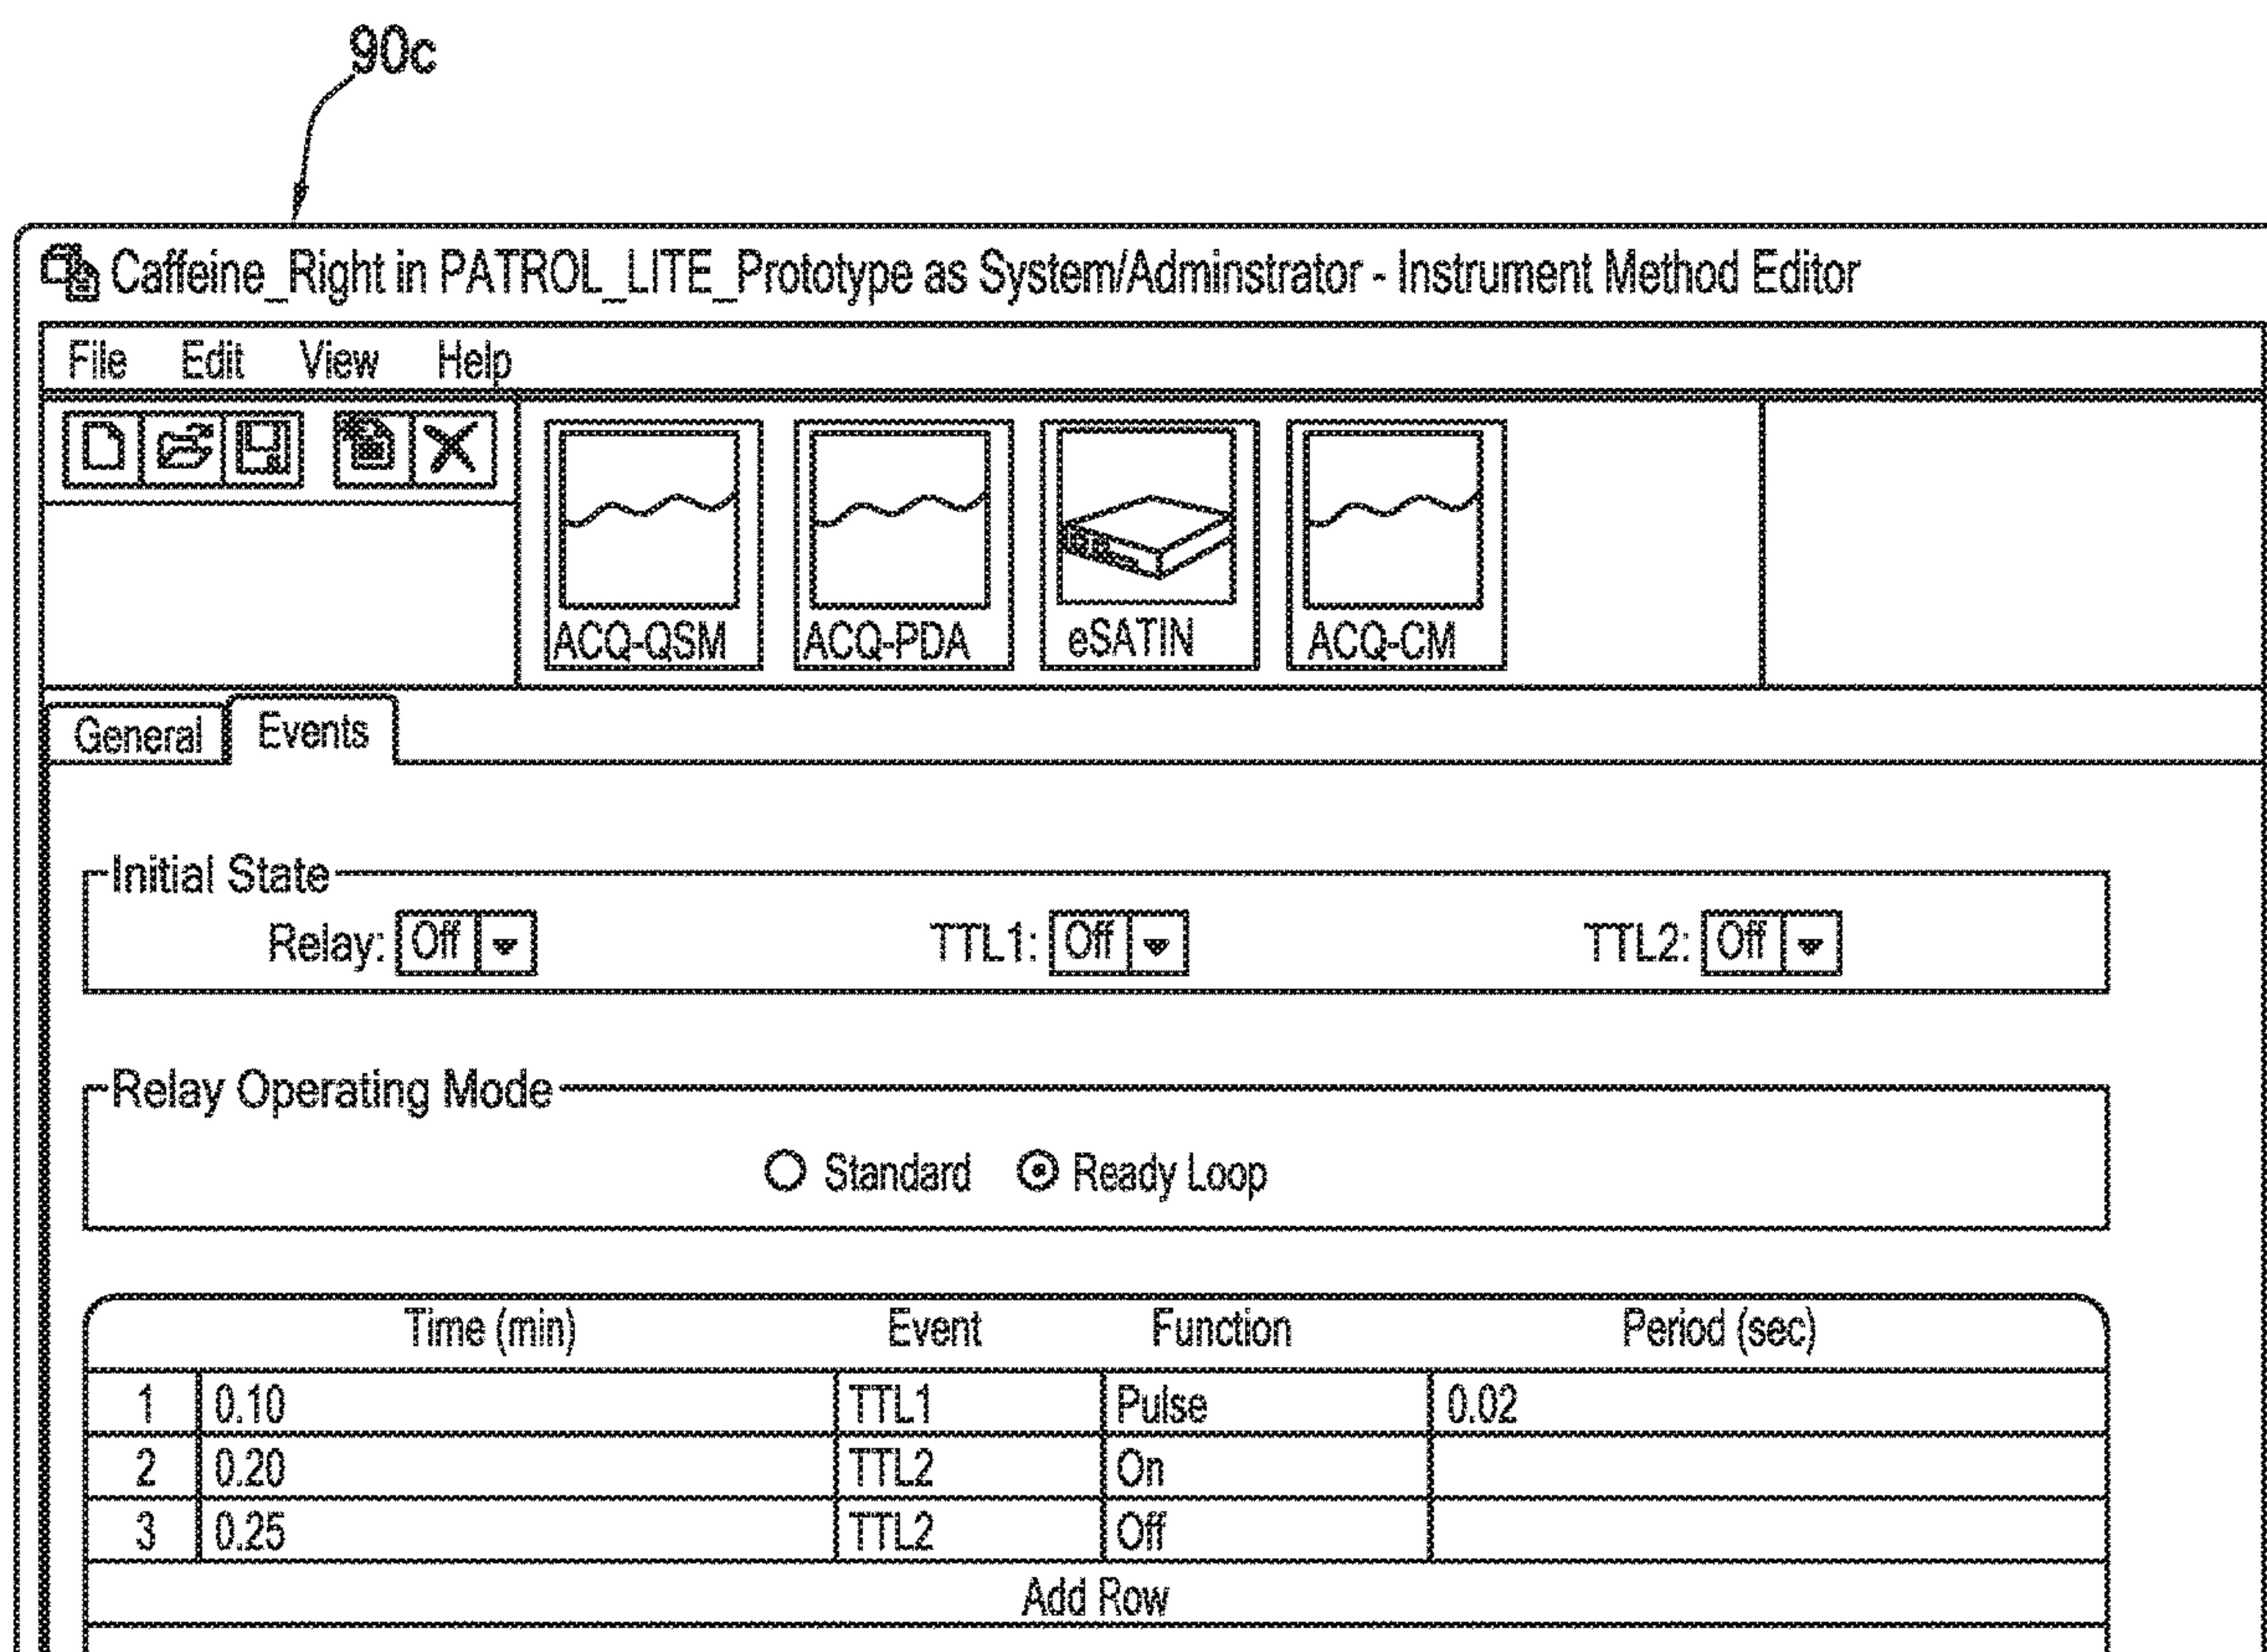 90c
Caffeine_Right in PATROL_LITE_Prototype as System/Adminstrator - Instrument Method Editor
File Edit View Help
ACQ-QSM ACQ-PDA eSATIN ACQ-CM
General Events
Initial State
Relay: Off TTL1: Off TTL2: Off
Relay Operating Mode
Standard Ready Loop
Time (min) Event Function Period (sec)
1 0.10 TTL1 Pulse 0.02
2 0.20 TTL2 On
3 0.25 TTL2 Off
Add Row